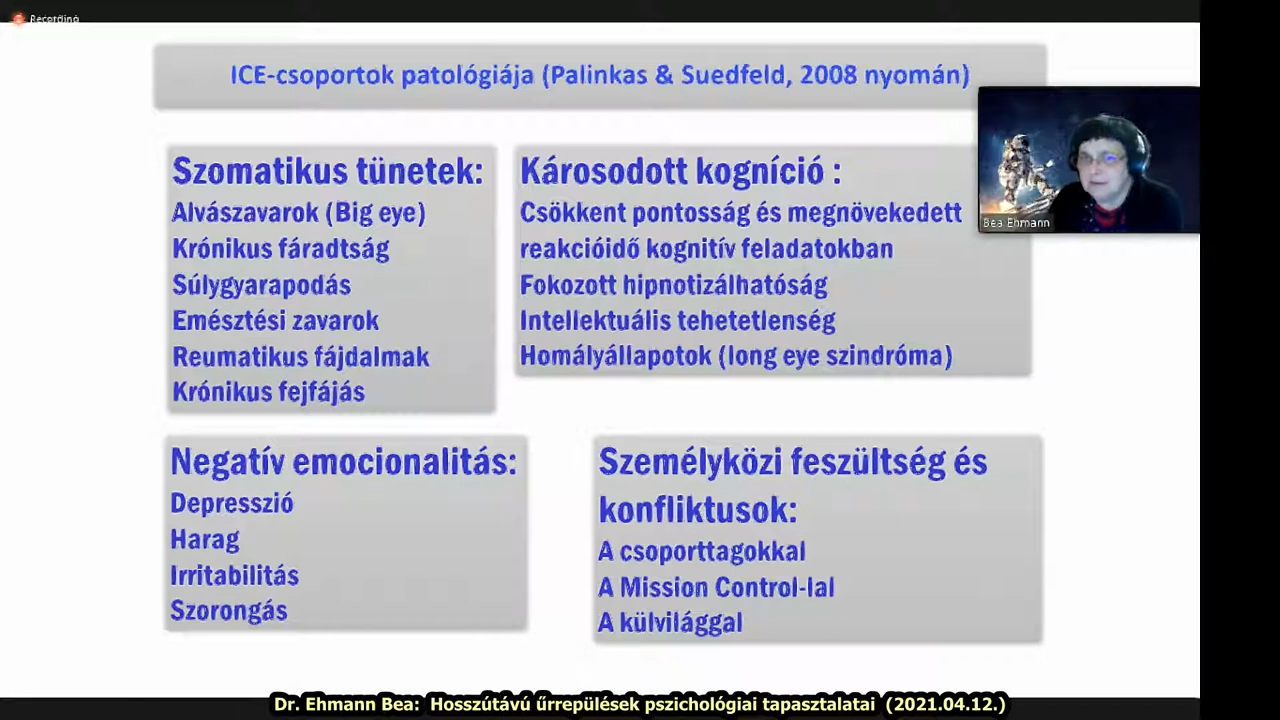 Recording
ICE-csoportok patológiája (Palinkas & Suedfeld, 2008 nyomán)
Szomatikus tünetek:
Alvászavarok (Big eye)
Krónikus fáradtság
Súlygyarapodás
Emésztési zavarok
Reumatikus fájdalmak
Krónikus fejfájás
Károsodott kogníció :
Csökkent pontosság és megnövekedett
reakcióidő kognitív feladatokban
Fokozott hipnotizálhatóság
Intellektuális tehetetlenség
Homályállapotok (long eye szindróma)
Bea Ehmann
Negatív emocionalitás:
Depresszió
Harag
Irritabilitás
Szorongás
Személyközi feszültség és
konfliktusok:
A csoporttagokkal
A Mission Control-lal
A külvilággal
Dr. Ehmann Bea: Hosszútávú űrrepülések pszichológiai tapasztalatai (2021.04.12.)